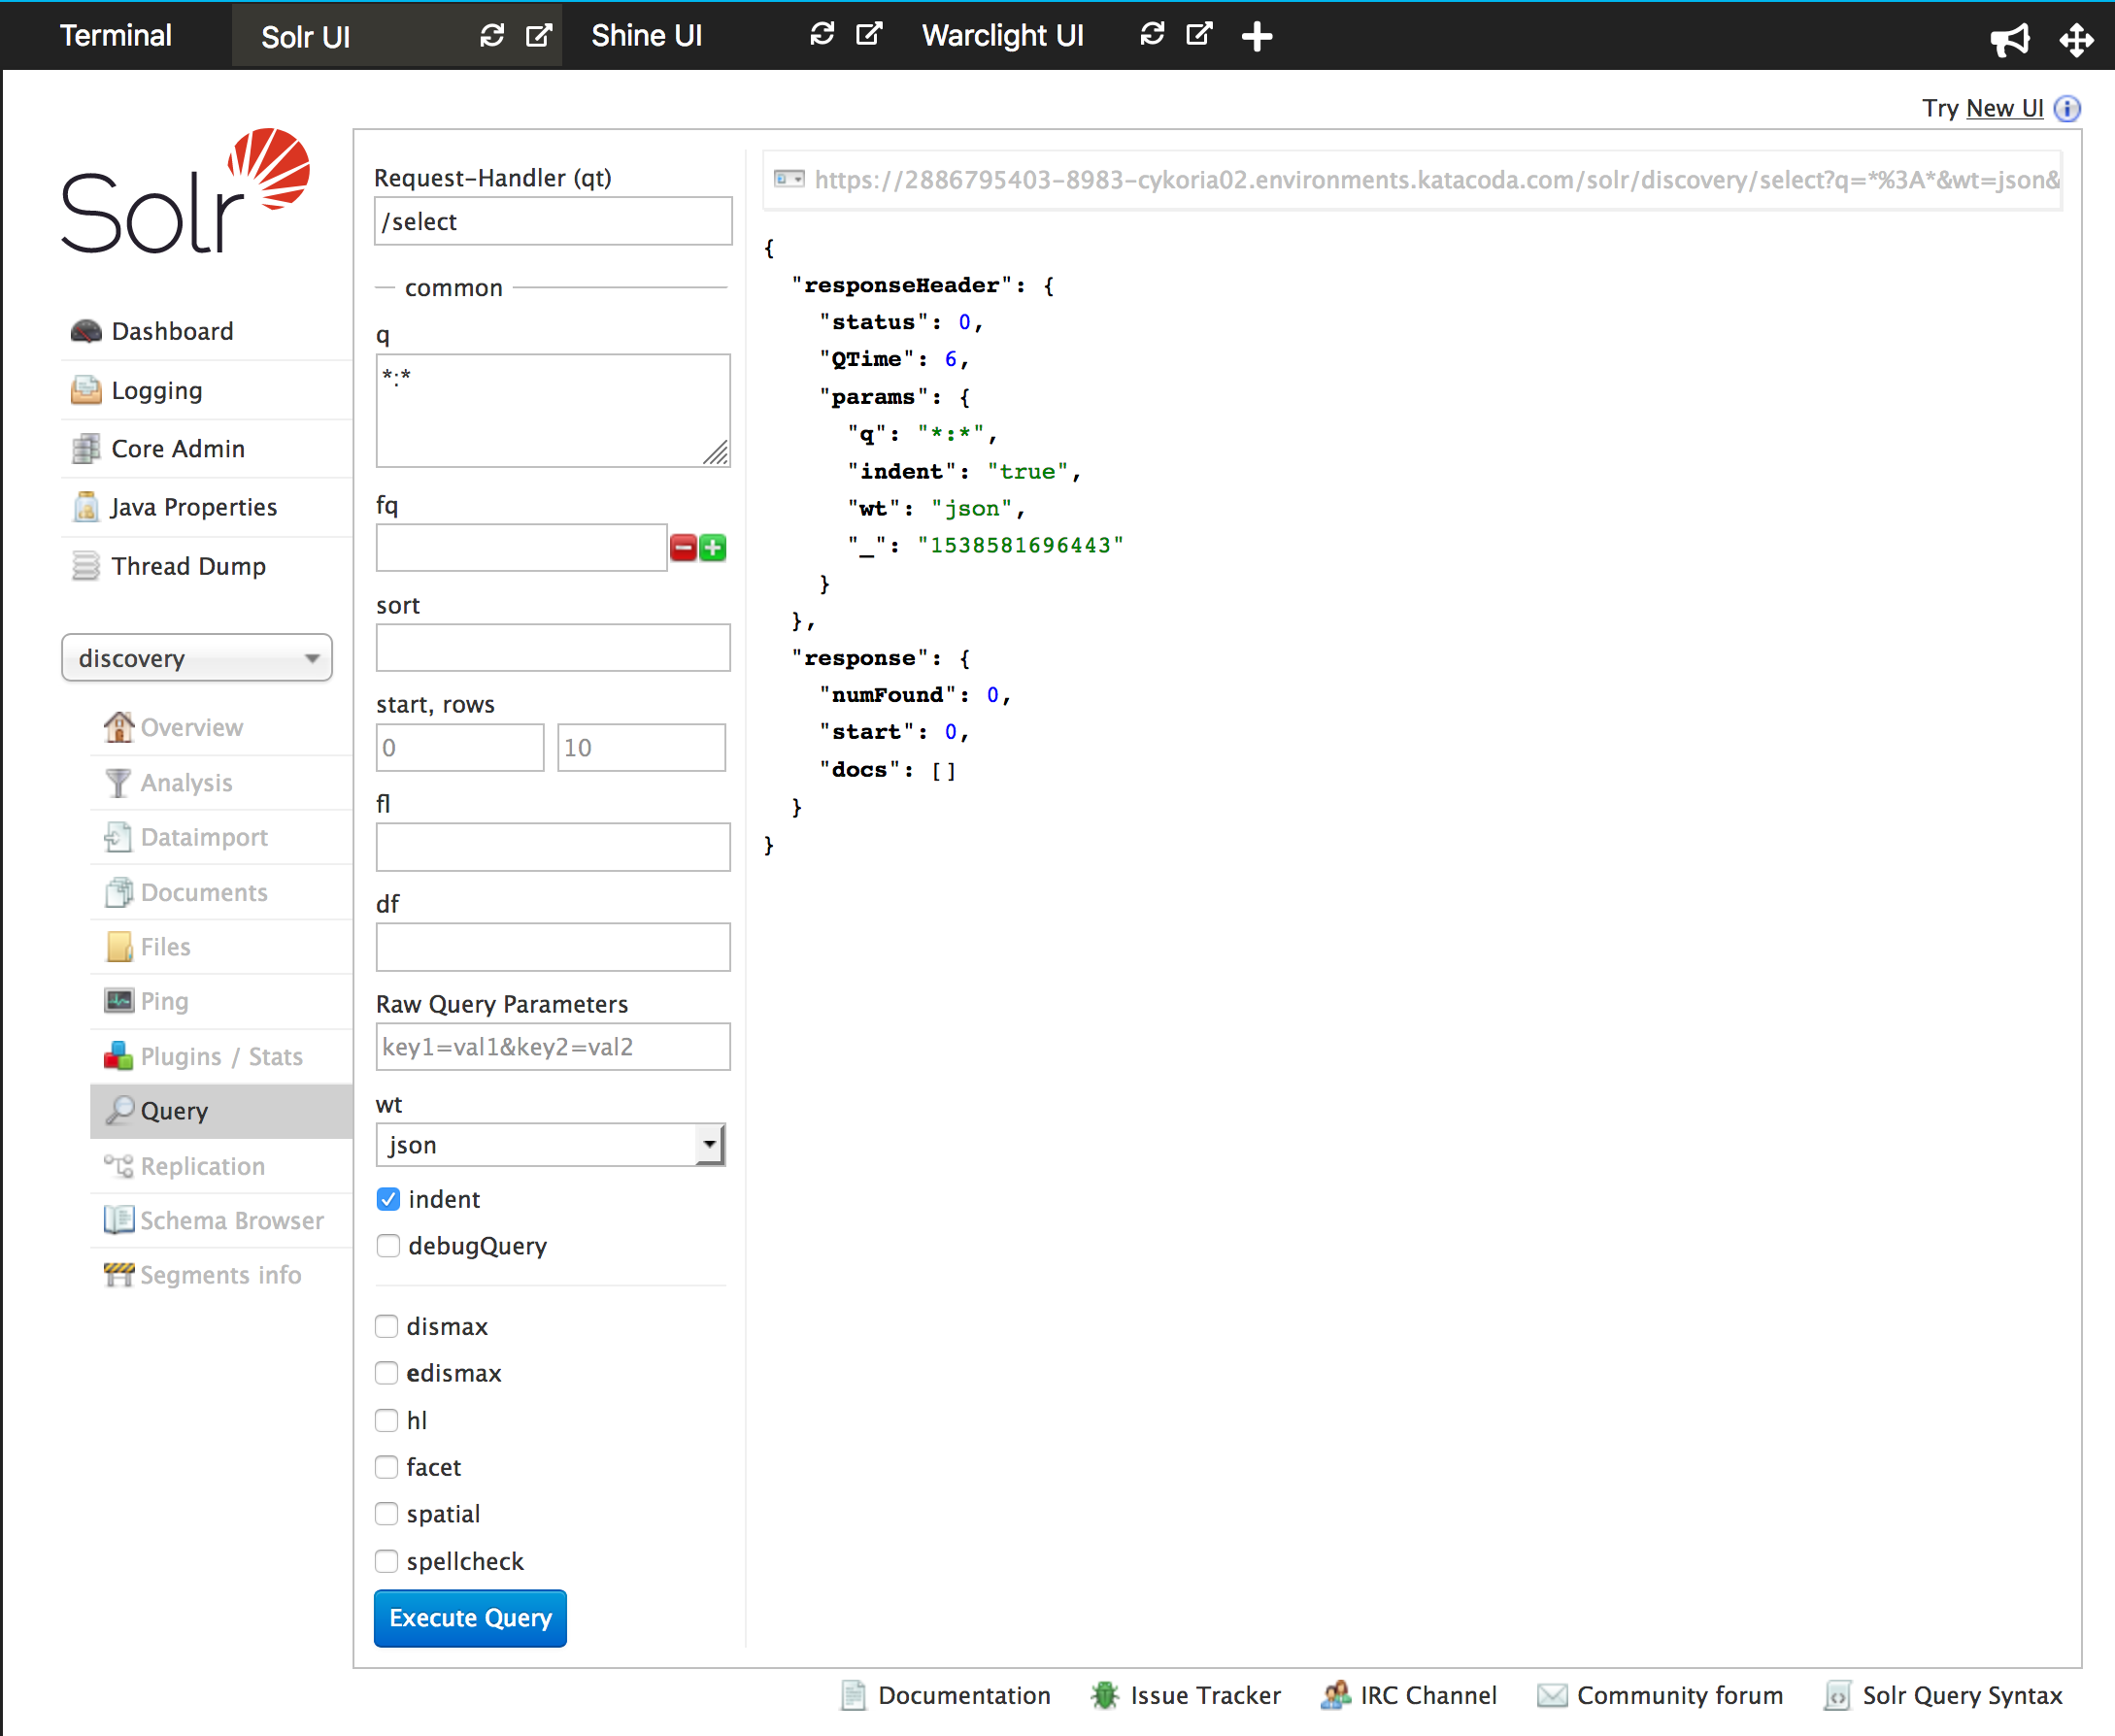 Terminal
Solr UI
Shine UI
Warclight UI
Try New UI
Solr
Dashboard
Logging
Core Admin
Java Properties
Thread Dump
discovery
Overview
Analysis
Dataimport
Documents
Files
Ping
Plugins / Stats
Query
Replication
Schema Browser
Segments info
Request-Handler (qt)
/select
common
q
*:*
fq
sort
start, rows
0 10
fl
df
Raw Query Parameters
key1=val1&key2=val2
wt
json
indent
debugQuery
dismax
edismax
hl
facet
spatial
spellcheck
Execute Query
https://2886795403-8983-cykoria02.environments.katacoda.com/solr/discovery/select?q=*%3A*&wt=json&
{
"responseHeader": {
"status": 0,
"QTime": 6,
"params": {
"q": "*:*",
"indent": "true",
"wt": "json",
"_": "1538581696443"
}
},
"response": {
"numFound": 0,
"start": 0,
"docs": []
}
}
Documentation
Issue Tracker
IRC Channel
Community forum
Solr Query Syntax